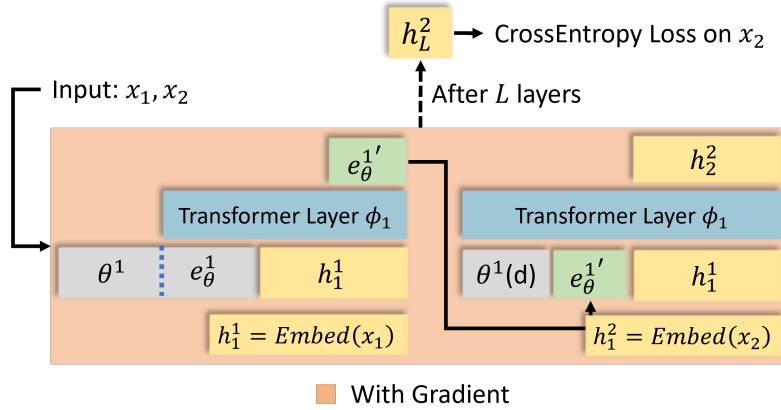 h_L^2 → CrossEntropy Loss on x_2
Input: x_1, x_2
After L layers
e_θ^{1′}
h_2^2
Transformer Layer ϕ_1
Transformer Layer ϕ_1
θ^1 e_θ^1 h_1^1
θ^1(d) e_θ^{1′} h_1^1
h_1^1 = Embed(x_1)
h_1^2 = Embed(x_2)
With Gradient